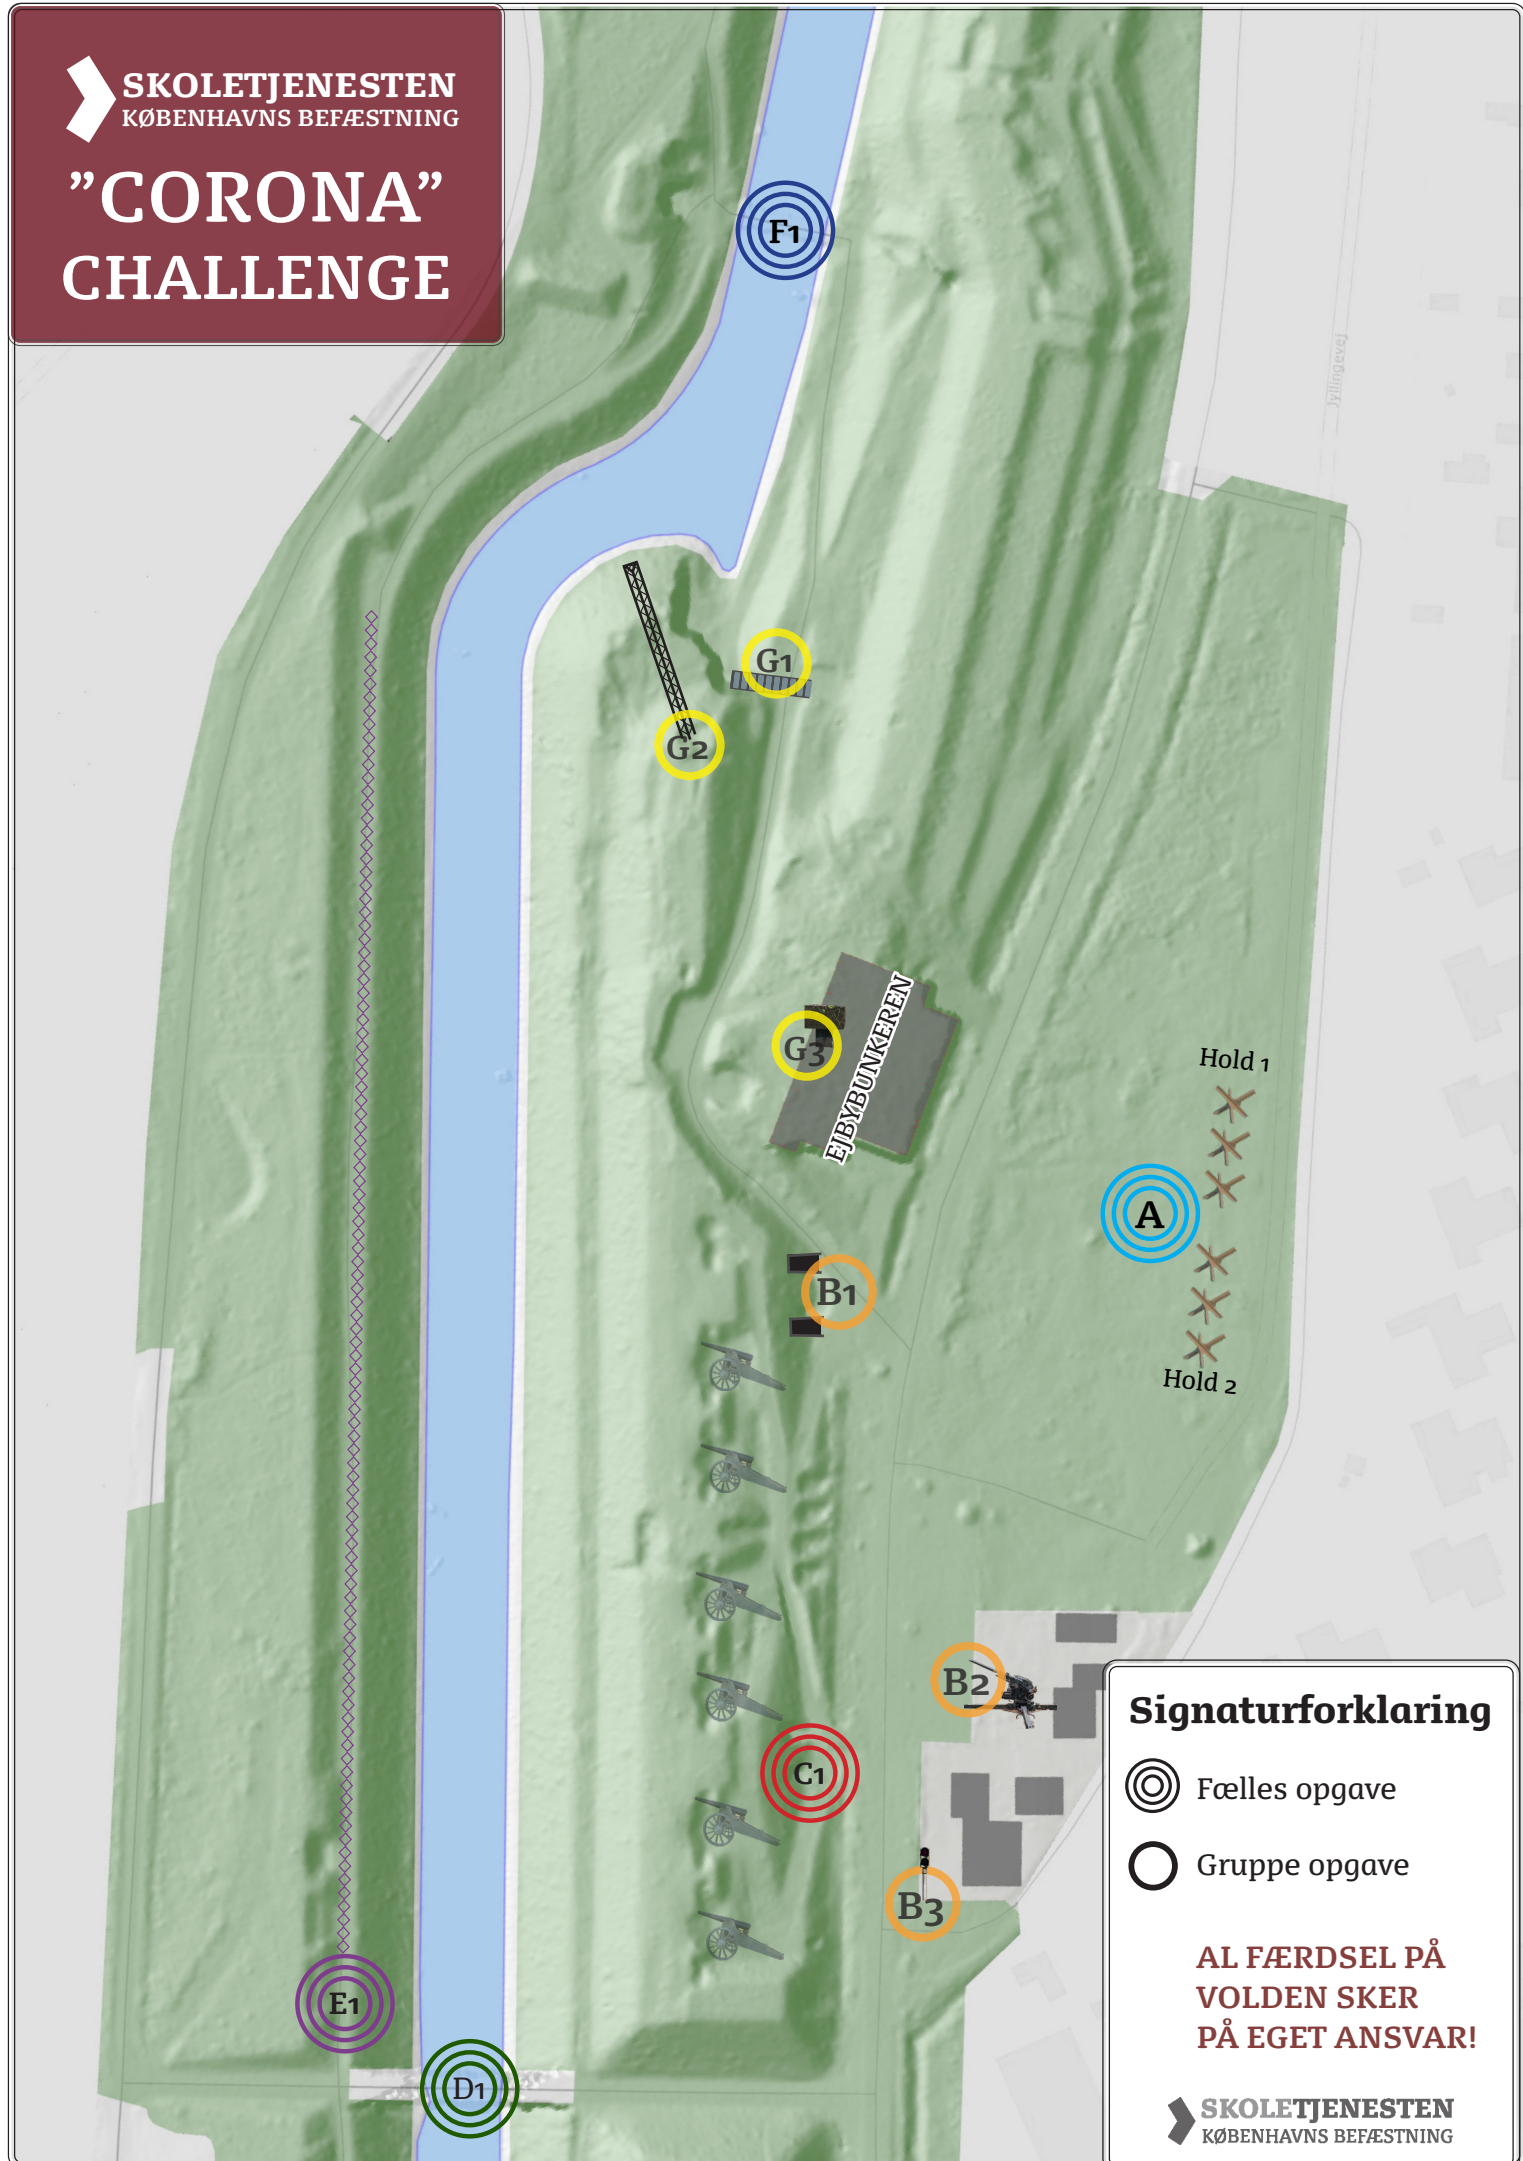 SKOLETJENESTEN
KØBENHAVNS BEFÆSTNING
”CORONA”
CHALLENGE
F1
Jyllingevej
G1
G2
G3
EJBYBUNKEREN
Hold 1
A
B1
Hold 2
B2
C1
B3
E1
D1
Signaturforklaring
Fælles opgave
Gruppe opgave
AL FÆRDSEL PÅ
VOLDEN SKER
PÅ EGET ANSVAR!
SKOLETJENESTEN
KØBENHAVNS BEFÆSTNING